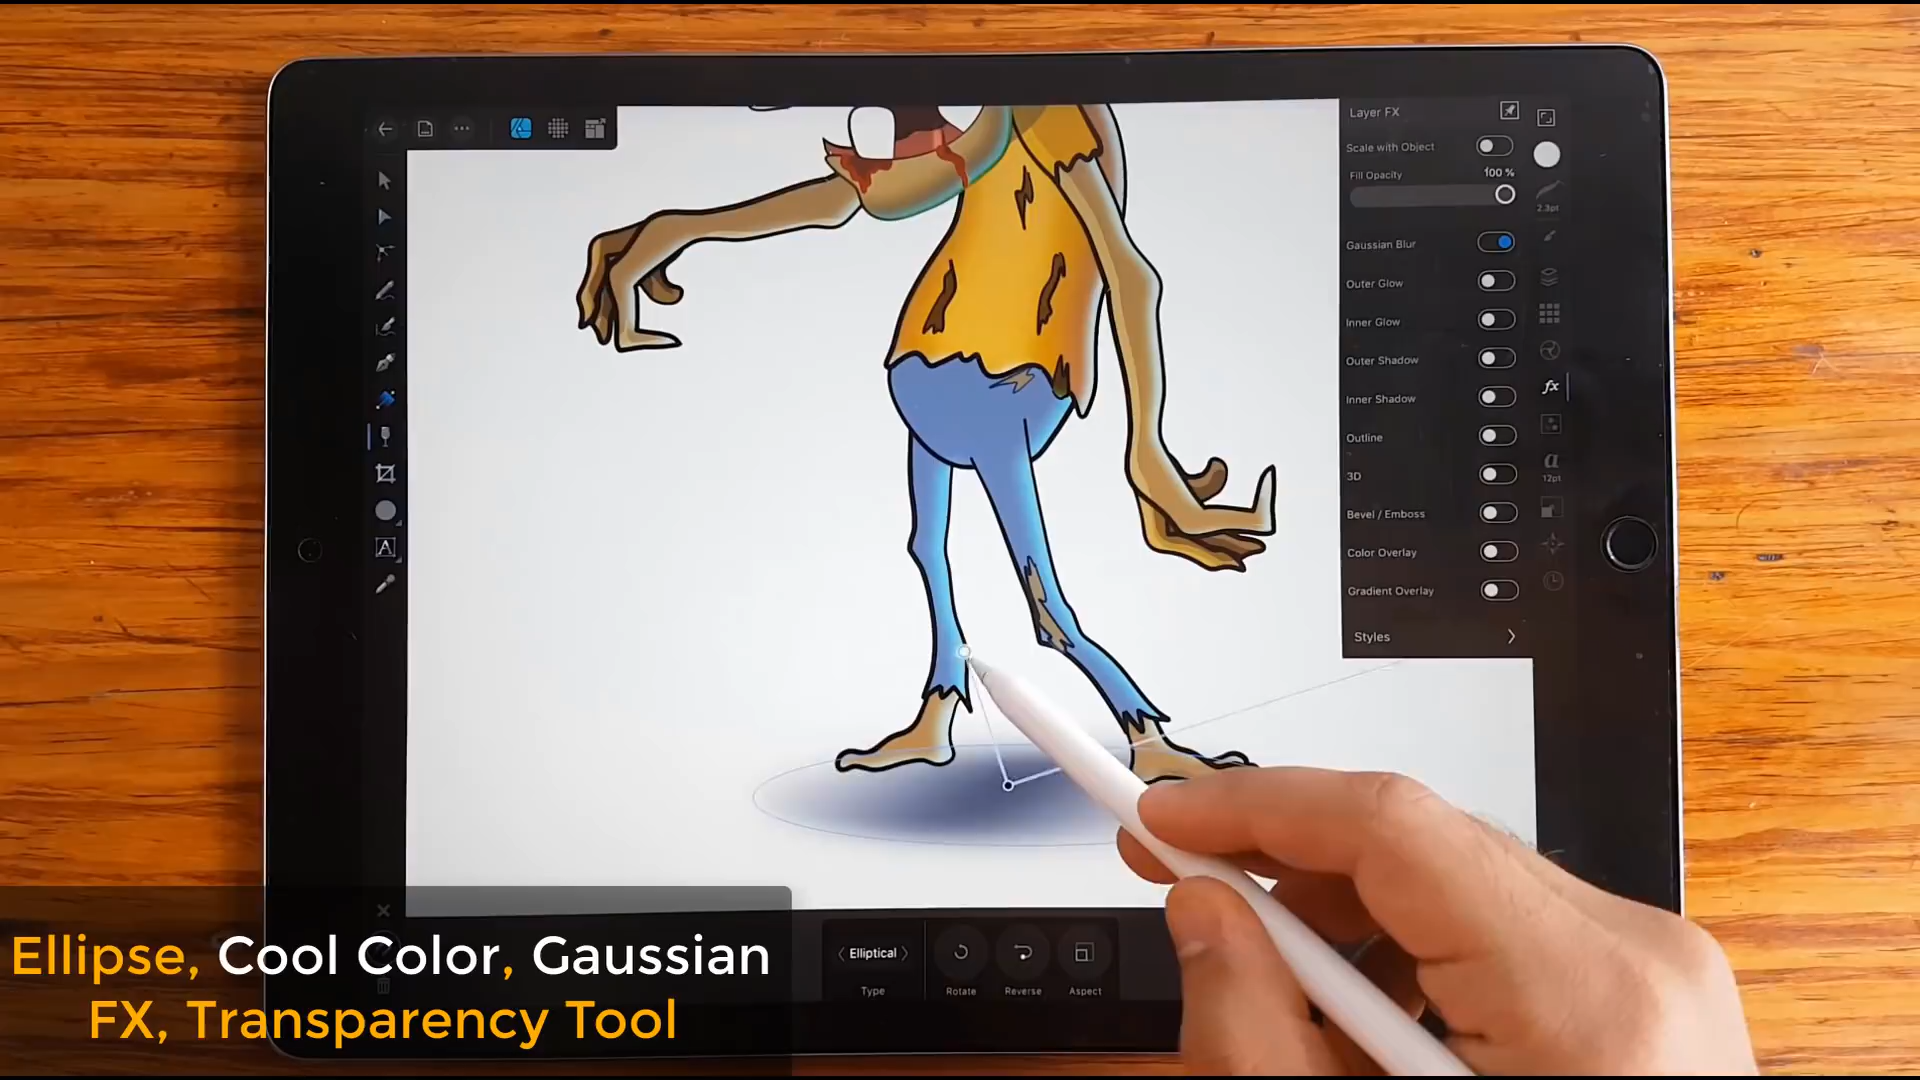 Layer FX
Scale with Object
Fill Opacity 100 %
2.3pt
Gaussian Blur
Outer Glow
Inner Glow
Outer Shadow
Inner Shadow
fx
Outline
3D
a
12pt
Bevel / Emboss
Color Overlay
Gradient Overlay
Styles
A
Elliptical
Type
Rotate
Reverse
Aspect
Ellipse, Cool Color, Gaussian
FX, Transparency Tool